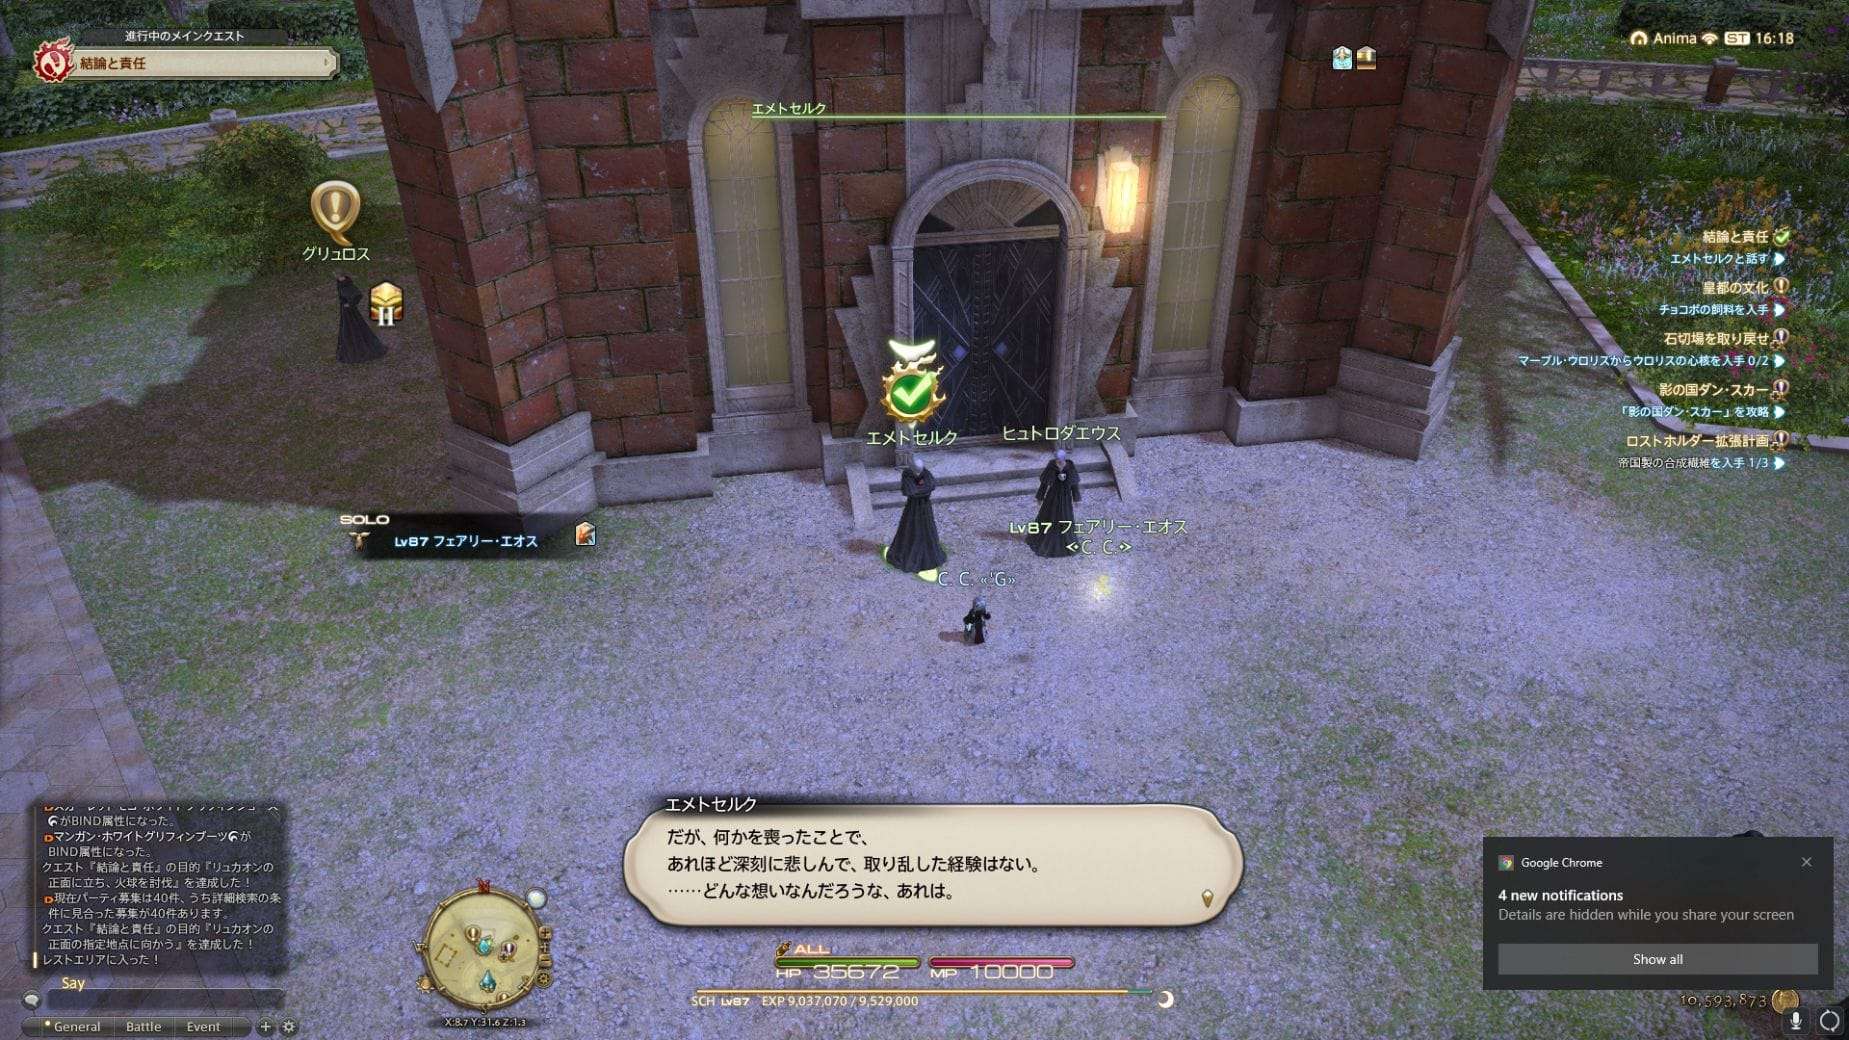 進行中のメインクエスト
結論と責任
Anima ST 16:18
エメトセルク
グリュロス
結論と責任
エメトセルクと話す
皇都の文化
チョコボの飼料を入手
石切場を取り戻せ
マーブル・ウロリスからウロリスの心核を入手 0/2
影の国ダン・スカー
「影の国ダン・スカー」を攻略
ロストホルダー拡張計画
帝国製の合成繊維を入手 1/3
エメトセルク
ヒュトロダエウス
SOLO
Lv87 フェアリー・エオス
Lv87 フェアリー・エオス
C. C.
C. C. «'G»
エメトセルク
だが、何かを喪ったことで、
あれほど深刻に悲しんで、取り乱した経験はない。
……どんな想いなんだろうな、あれは。
がBIND属性になった。
マンガン・ホワイトグリフィンブーツが
BIND属性になった。
クエスト『結論と責任』の目的『リュカオンの
正面に立ち、火球を討伐』を達成した！
現在パーティ募集は40件、うち詳細検索の条
件に見合った募集が40件あります。
クエスト『結論と責任』の目的『リュカオンの
正面の指定地点に向かう』を達成した！
レストエリアに入った！
Say
General Battle Event
X:8.7 Y:31.6 Z:1.3
ALL
HP 35672 MP 10000
SCH Lv87 EXP 9,037,070 / 9,529,000
Google Chrome
4 new notifications
Details are hidden while you share your screen
Show all
10,593,873